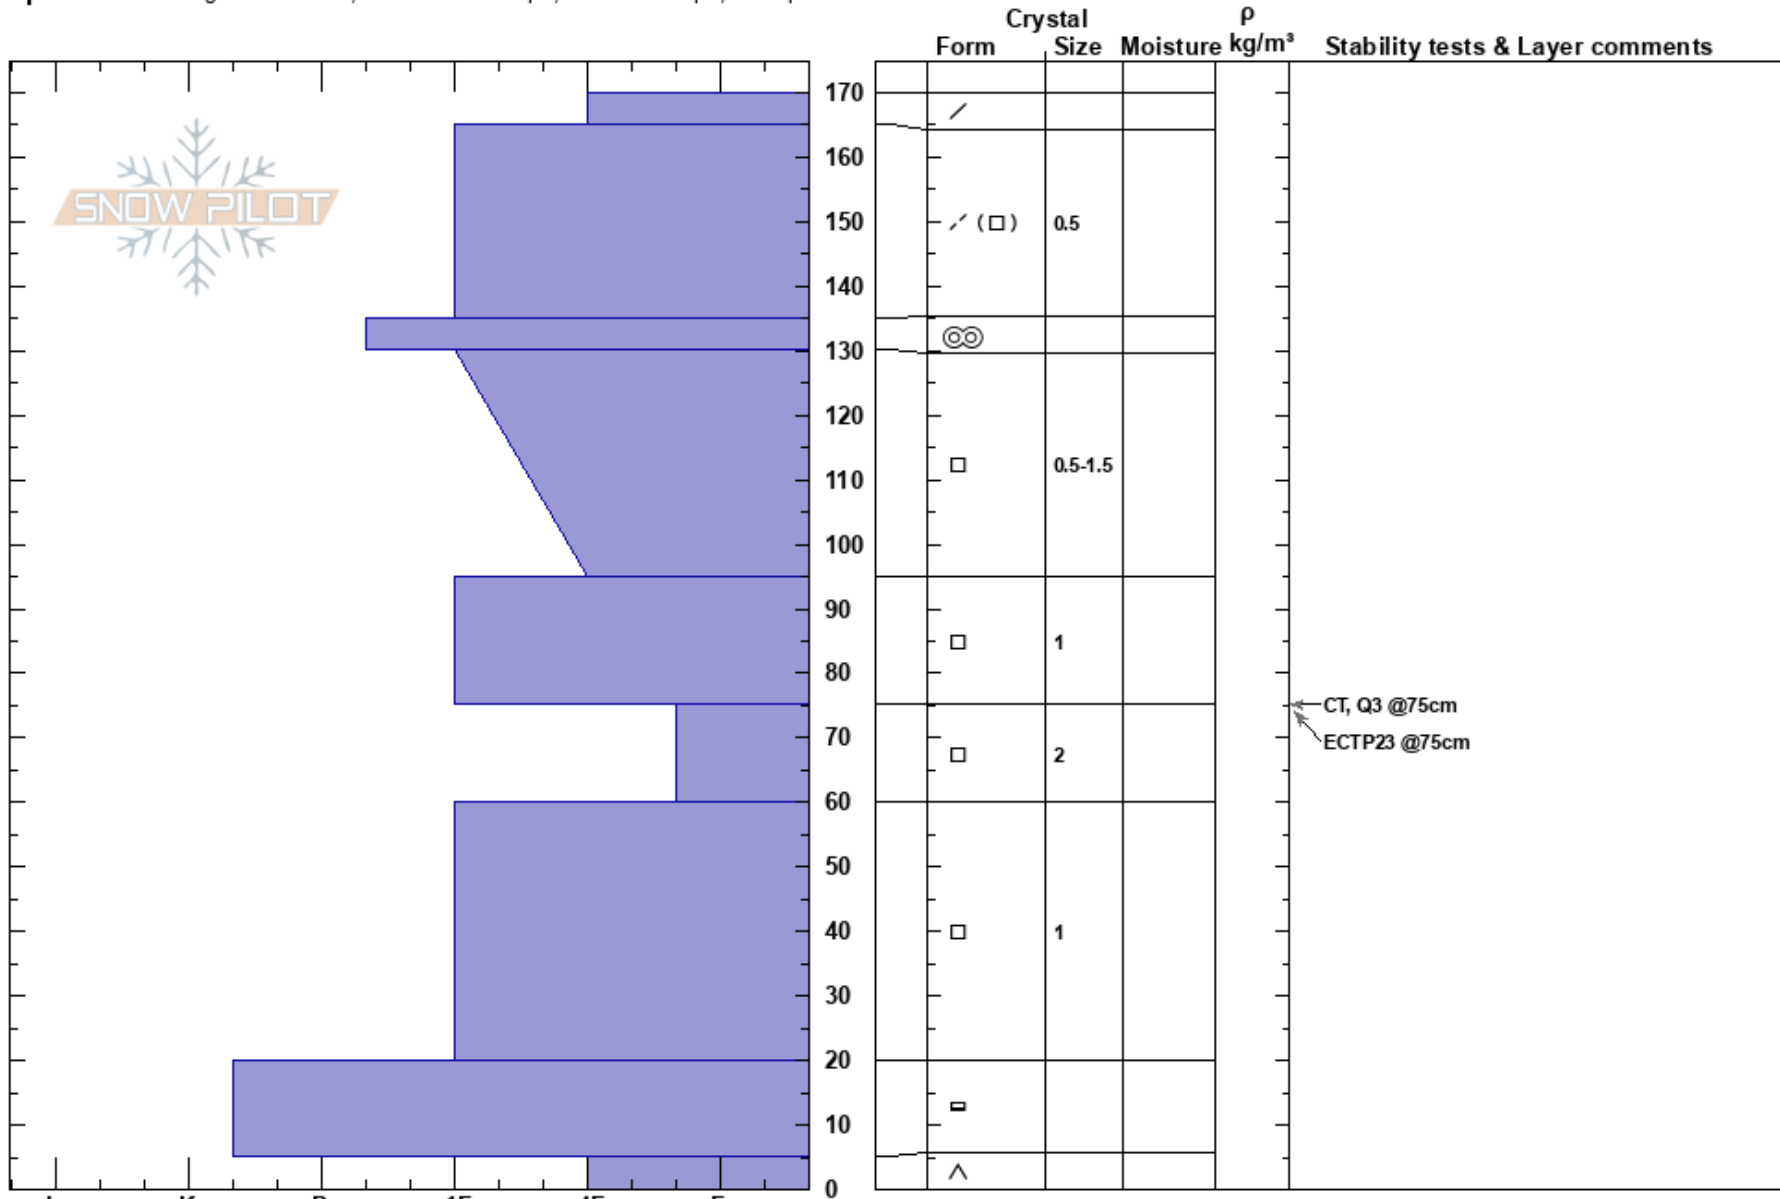 Crystal
ρ
Form Size Moisture kg/m³ Stability tests & Layer comments
SNOW PILOT
170
160
150 (□) 0.5
140
130
120
110 0.5-1.5
100
90
80 1
CT, Q3 @75cm
70 2
ECTP23 @75cm
60
50
40 1
30
20
10
0